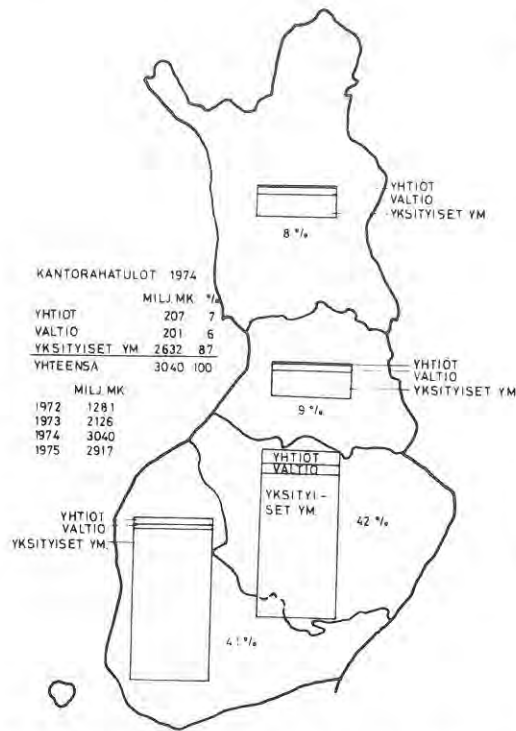 YHTIÖT
VALTIO
YKSITYISET YM.
8 %
KANTORAHATULOT 1974
MILJ. MK %
YHTIÖT 207 7
VALTIO 201 6
YKSITYISET YM 2632 87
YHTEENSA 3040 100
MILJ. MK
1972 1281
1973 2126
1974 3040
1975 2917
YHTIÖT
VALTIO
YKSITYISET YM
9 %
YHTIÖT
VALTIO
YKSITYI-
SET YM.
42 %
YHTIÖT
VALTIO
YKSITYISET YM.